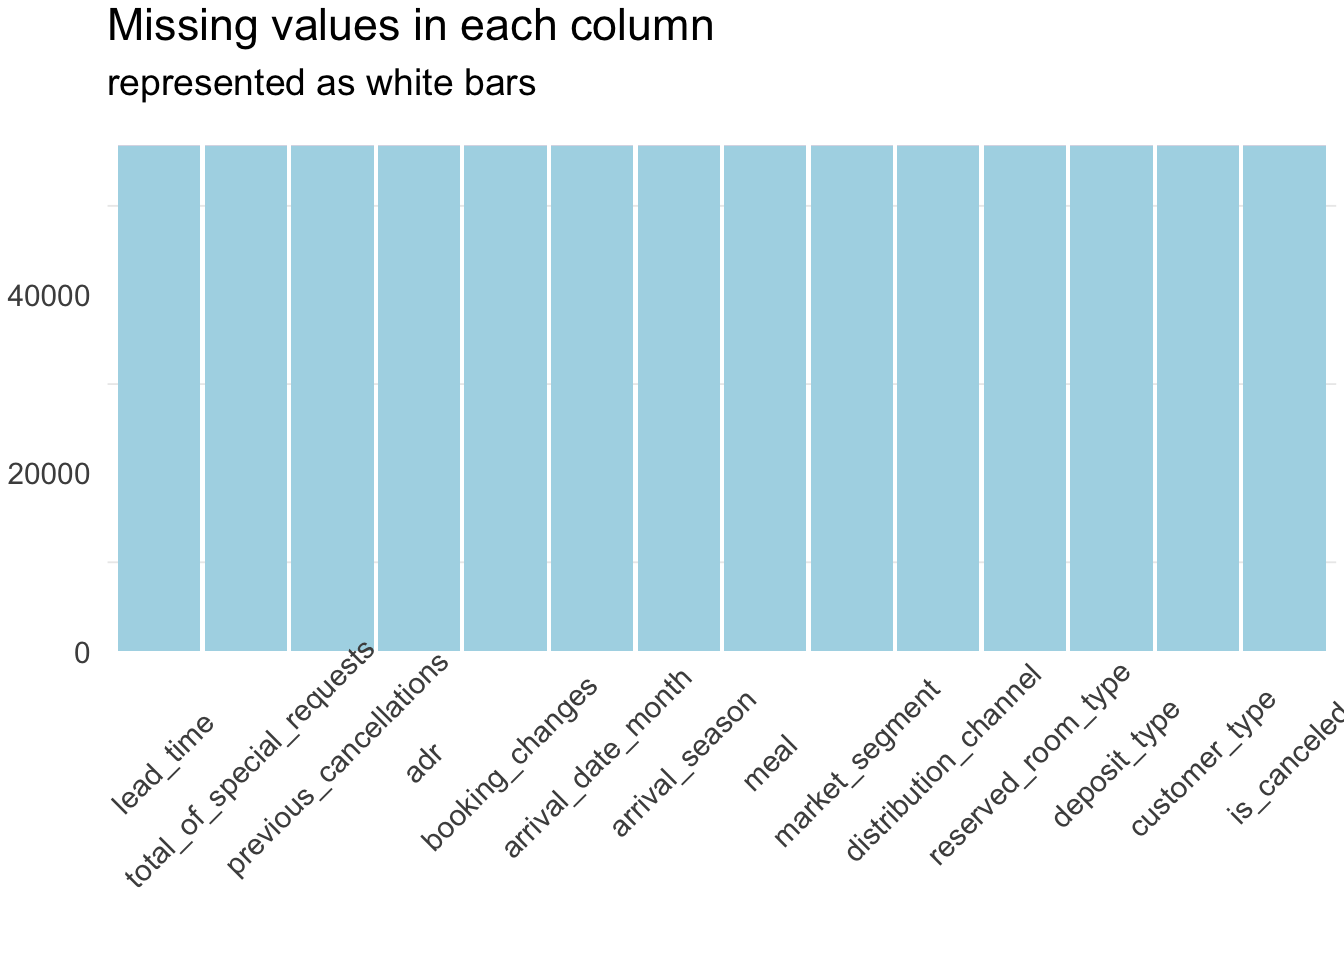 Missing values in each column
represented as white bars
40000
20000
0
lead_time
total_of_special_requests
previous_cancellations
adr
booking_changes
arrival_date_month
arrival_season
meal
market_segment
distribution_channel
reserved_room_type
deposit_type
customer_type
is_canceled